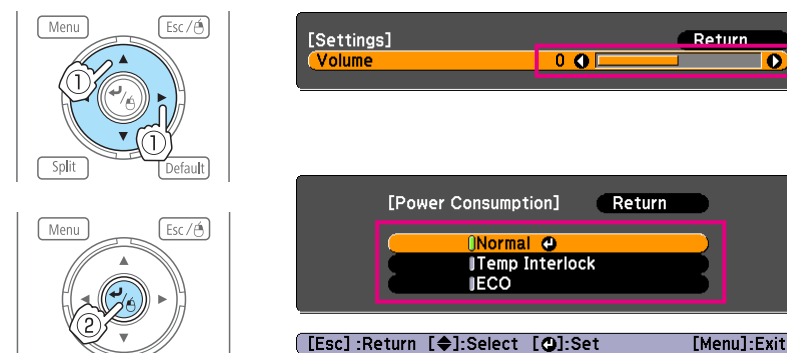 Menu
Esc/
①
①
Split
Default
[Settings]
Return
Volume 0
[Power Consumption] Return
Normal
Temp Interlock
ECO
Menu
Esc/
②
[Esc] :Return [◆]:Select [⏎]:Set [Menu]:Exit